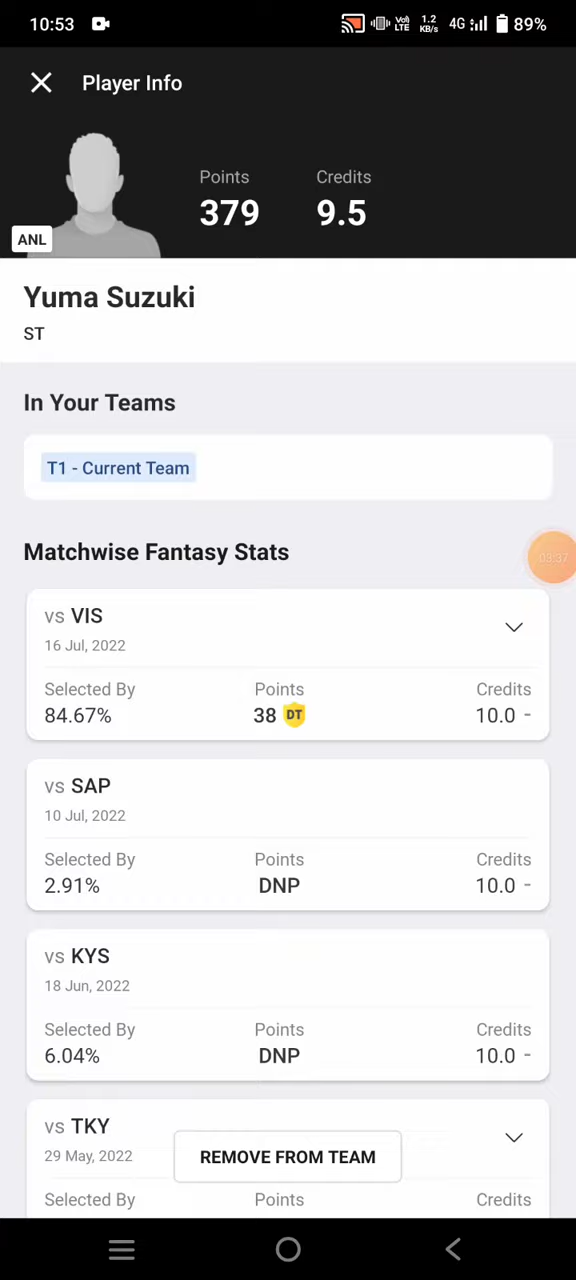 10:53 Vol LTE 1.2 KB/s 4G 89%
Player Info
Points Credits
379 9.5
ANL
Yuma Suzuki
ST
In Your Teams
T1 - Current Team
Matchwise Fantasy Stats
03:37
vs VIS
16 Jul, 2022
Selected By Points Credits
84.67% 38 DT 10.0 -
vs SAP
10 Jul, 2022
Selected By Points Credits
2.91% DNP 10.0 -
vs KYS
18 Jun, 2022
Selected By Points Credits
6.04% DNP 10.0 -
vs TKY
29 May, 2022
REMOVE FROM TEAM
Selected By Points Credits